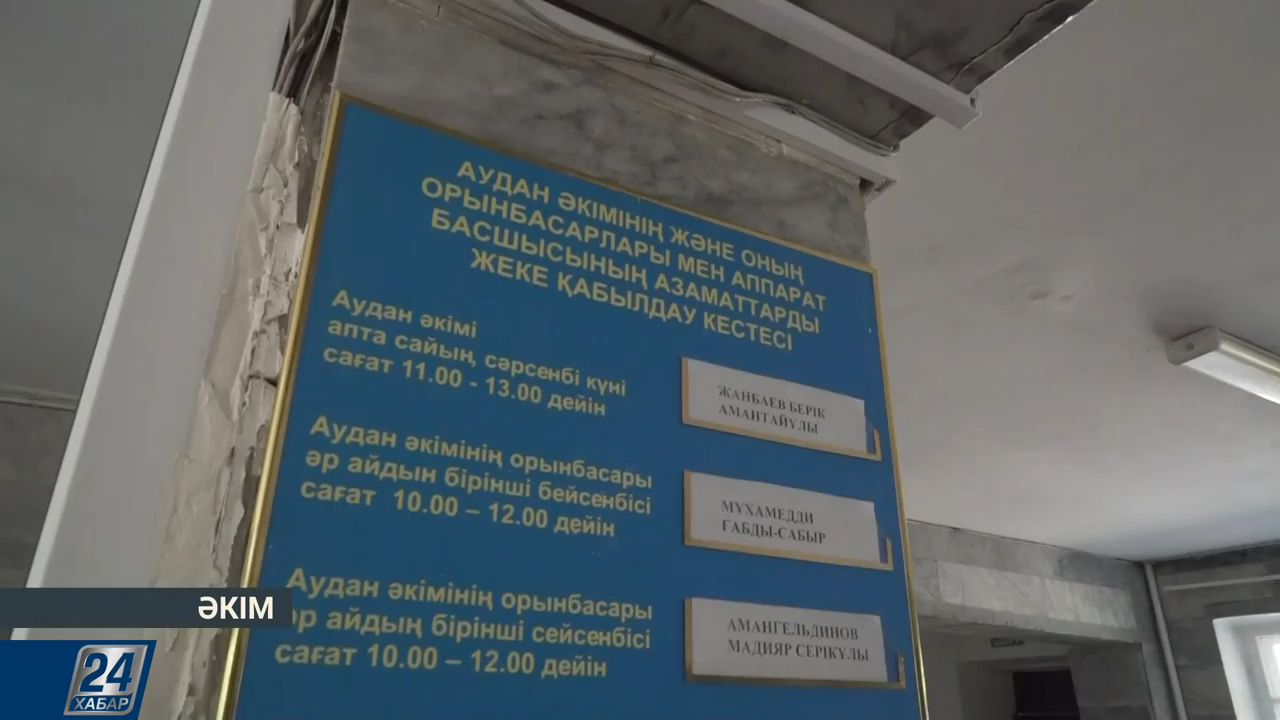 АУДАН ӘКІМІНІҢ ЖӘНЕ ОНЫҢ
ОРЫНБАСАРЛАРЫ МЕН АППАРАТ
БАСШЫСЫНЫҢ АЗАМАТТАРДЫ
ЖЕКЕ ҚАБЫЛДАУ КЕСТЕСІ
Аудан әкімі
апта сайың, сәрсенбі күні
сағат 11.00 - 13.00 дейін
ЖАНБАЕВ БЕРІК
АМАНТАЙҰЛЫ
Аудан әкімінің орынбасары
әр айдын бірінші бейсенбісі
сағат 10.00 – 12.00 дейін
МҰХАМЕДДИ
ҒАБДЫ-САБЫР
Аудан әкімінің орынбасары
әр айдың бірінші сейсенбісі
сағат 10.00 – 12.00 дейін
АМАНГЕЛЬДИНОВ
МАДИЯР СЕРІКҰЛЫ
ӘКІМ
24
ХАБАР